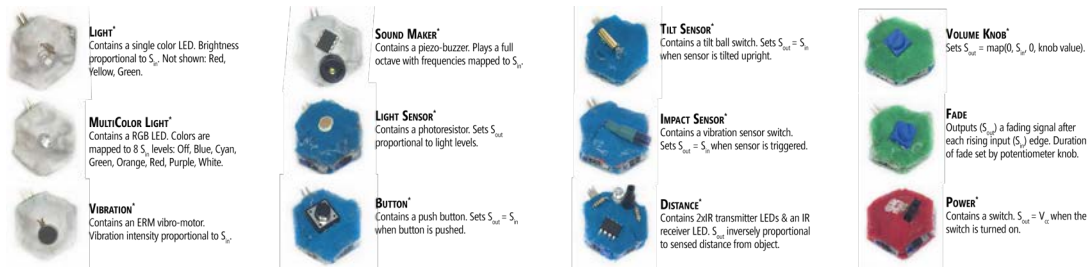 LIGHT*
Contains a single color LED. Brightness
proportional to Sin. Not shown: Red,
Yellow, Green.
MULTICOLOR LIGHT*
Contains a RGB LED. Colors are
mapped to 8 Sin levels: Off, Blue, Cyan,
Green, Orange, Red, Purple, White.
VIBRATION*
Contains an ERM vibro-motor.
Vibration intensity proportional to Sin.
SOUND MAKER*
Contains a piezo-buzzer. Plays a full
octave with frequencies mapped to Sin.
LIGHT SENSOR*
Contains a photoresistor. Sets Sout
proportional to light levels.
BUTTON*
Contains a push button. Sets Sout = Sin
when button is pushed.
TILT SENSOR*
Contains a tilt ball switch. Sets Sout = Sin
when sensor is tilted upright.
IMPACT SENSOR*
Contains a vibration sensor switch.
Sets Sout = Sin when sensor is triggered.
DISTANCE*
Contains 2xIR transmitter LEDs & an IR
receiver LED. Sout inversely proportional
to sensed distance from object.
VOLUME KNOB*
Sets Sout = map(0, Sin, 0, knob value).
FADE
Outputs (Sout) a fading signal after
each rising input (Sin) edge. Duration
of fade set by potentiometer knob.
POWER*
Contains a switch. Sout = Vcc when the
switch is turned on.